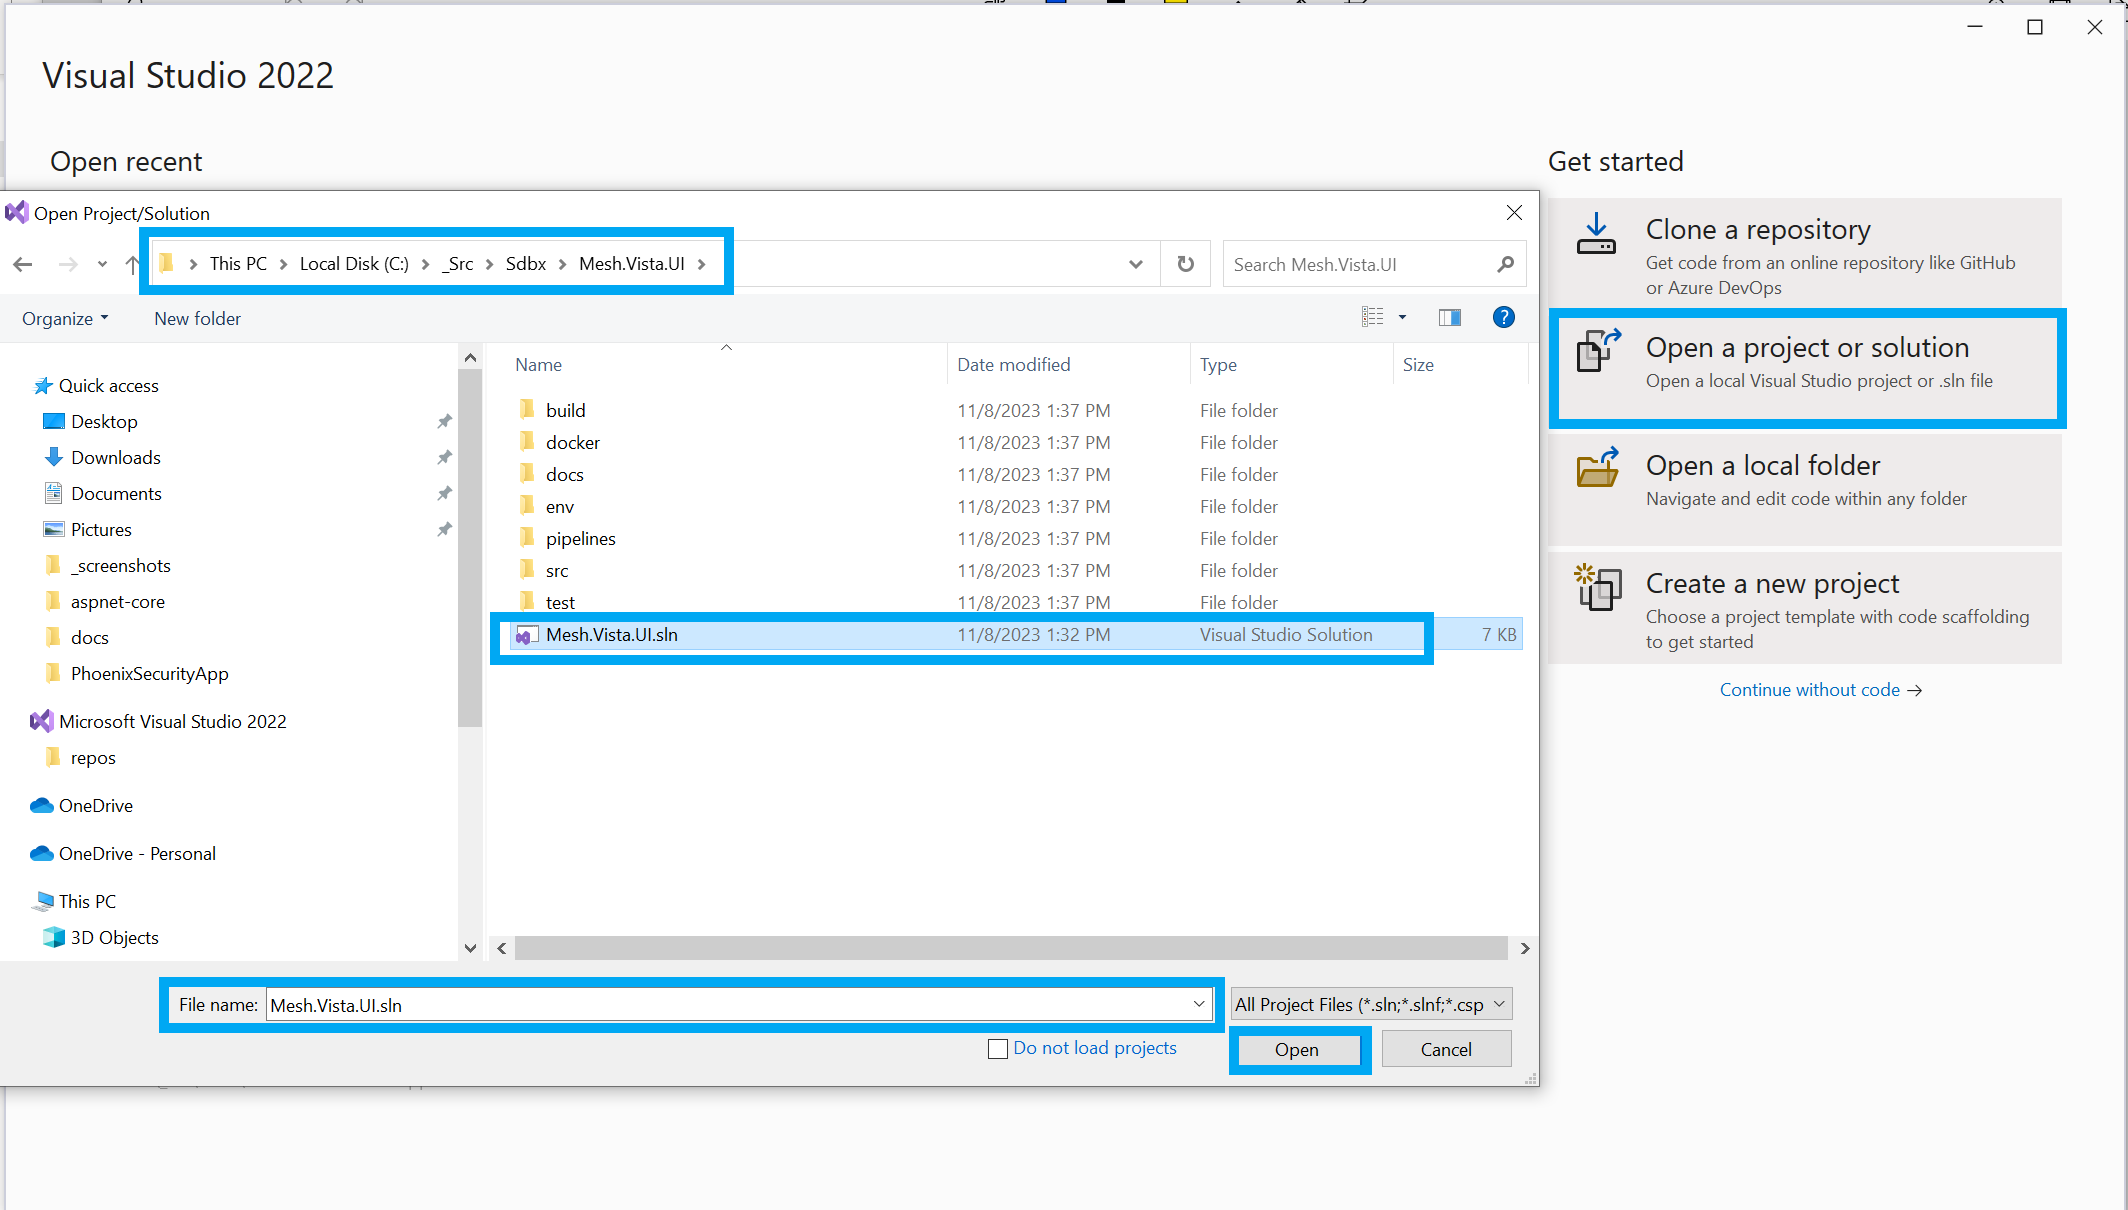 Visual Studio 2022
Open recent
Open Project/Solution
This PC > Local Disk (C:) > _Src > Sdbx > Mesh.Vista.UI >
Search Mesh.Vista.UI
Organize
New folder
?
Quick access
Desktop
Downloads
Documents
Pictures
_screenshots
aspnet-core
docs
PhoenixSecurityApp
Microsoft Visual Studio 2022
repos
OneDrive
OneDrive - Personal
This PC
3D Objects
Name Date modified Type Size
build 11/8/2023 1:37 PM File folder
docker 11/8/2023 1:37 PM File folder
docs 11/8/2023 1:37 PM File folder
env 11/8/2023 1:37 PM File folder
pipelines 11/8/2023 1:37 PM File folder
src 11/8/2023 1:37 PM File folder
test 11/8/2023 1:37 PM File folder
Mesh.Vista.UI.sln 11/8/2023 1:32 PM Visual Studio Solution 7 KB
File name: Mesh.Vista.UI.sln
All Project Files (*.sln;*.slnf;*.csp
Do not load projects
Open
Cancel
Get started
Clone a repository
Get code from an online repository like GitHub
or Azure DevOps
Open a project or solution
Open a local Visual Studio project or .sln file
Open a local folder
Navigate and edit code within any folder
Create a new project
Choose a project template with code scaffolding
to get started
Continue without code →